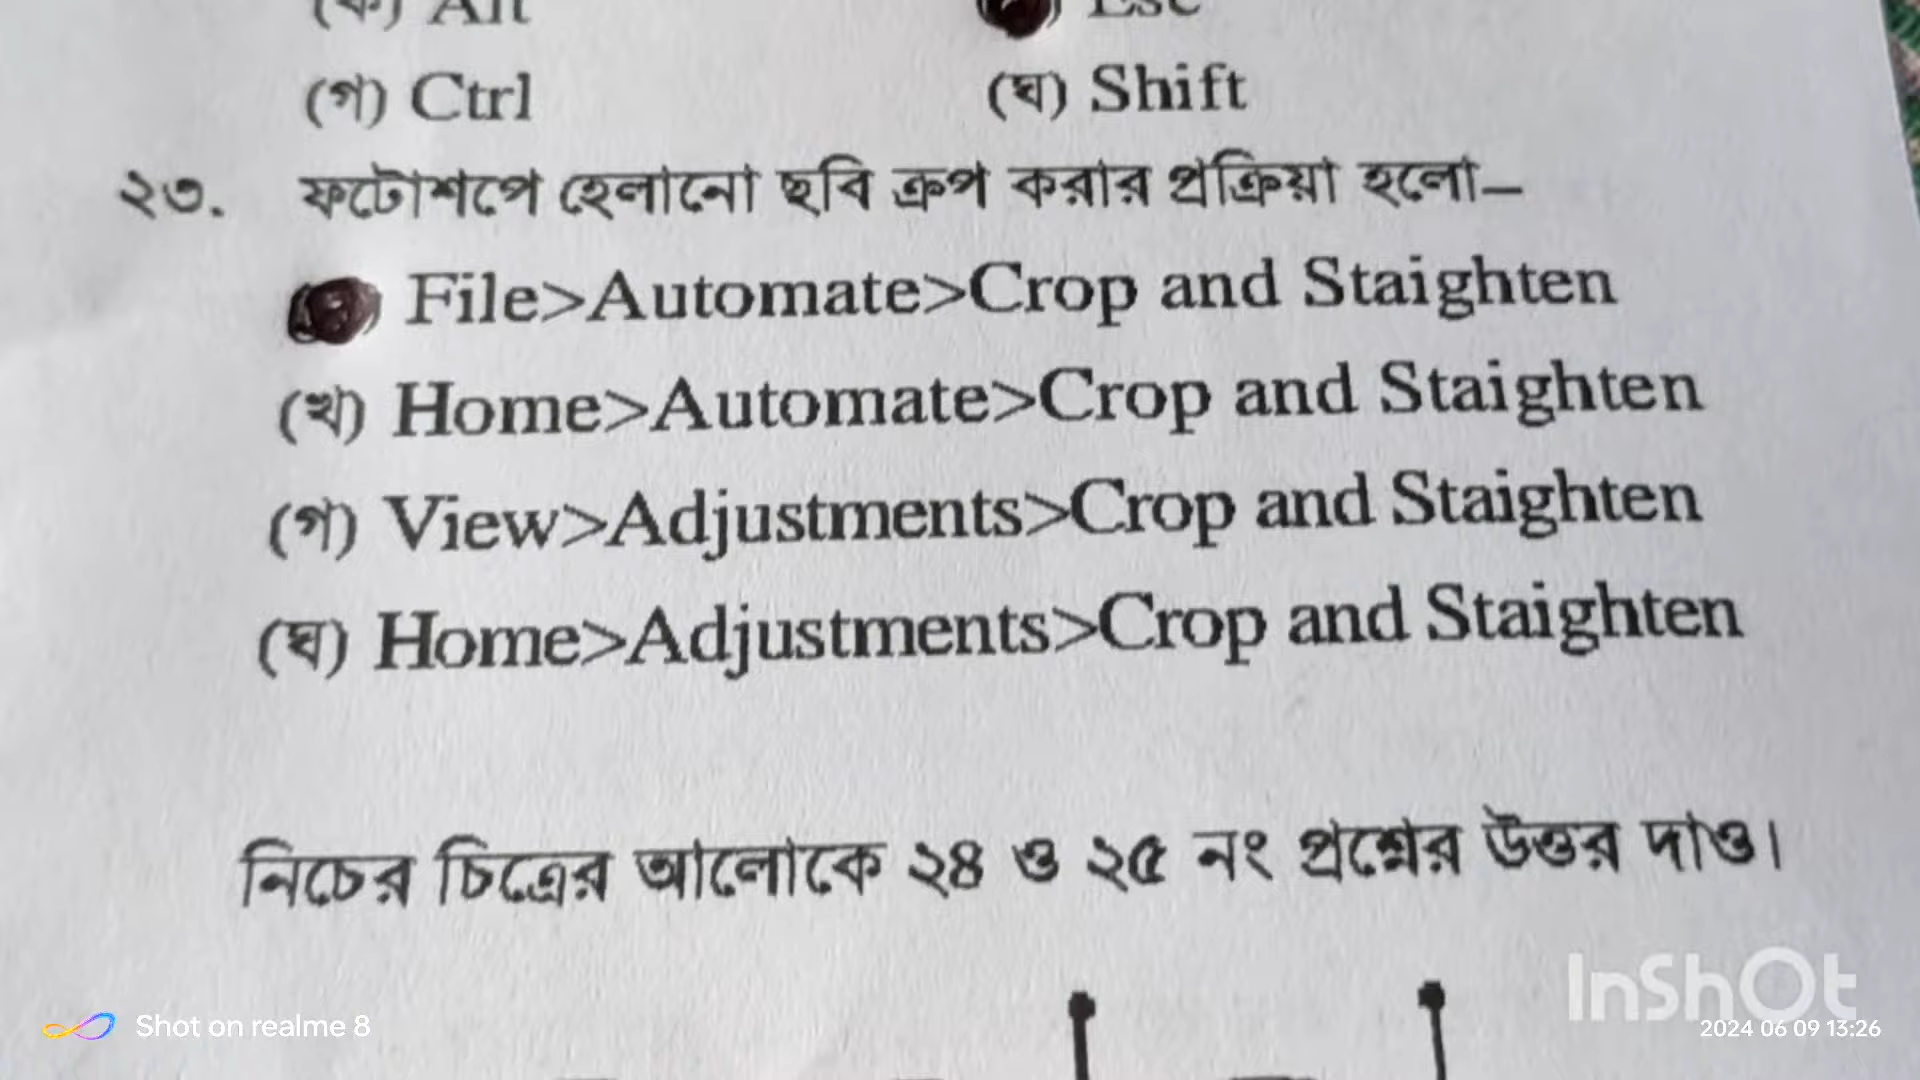 (ক) Alt Esc
(গ) Ctrl (ঘ) Shift
২৩. ফটোশপে হেলানো ছবি ক্রপ করার প্রক্রিয়া হলো–
File>Automate>Crop and Staighten
(খ) Home>Automate>Crop and Staighten
(গ) View>Adjustments>Crop and Staighten
(ঘ) Home>Adjustments>Crop and Staighten
নিচের চিত্রের আলোকে ২৪ ও ২৫ নং প্রশ্নের উত্তর দাও।
InShOt
Shot on realme 8
2024 06 09 13:26